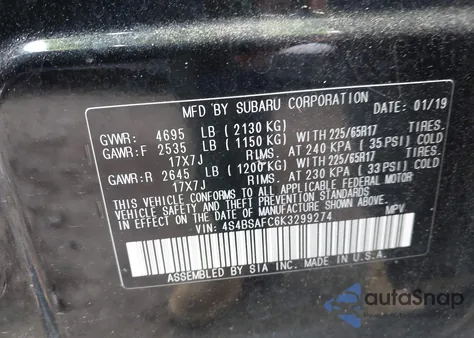 MFD BY SUBARU CORPORATION DATE: 01/19
GVWR: 4695 LB (2130 KG)
GAWR:F 2535 LB (1150 KG) WITH 225/65R17 TIRES.
17X7J RIMS. AT 240 KPA (35 PSI) COLD
GAWR:R 2645 LB (1200 KG) WITH 225/65R17 TIRES.
17X7J RIMS. AT 230 KPA (33 PSI) COLD
THIS VEHICLE CONFORMS TO ALL APPLICABLE FEDERAL MOTOR
VEHICLE SAFETY AND THEFT PREVENTION STANDARDS
IN EFFECT ON THE DATE OF MANUFACTURE SHOWN ABOVE.
VIN: 4S4BSAFC6K3299274 MPV
ASSEMBLED BY SIA INC. MADE IN U.S.A.
autoSnap